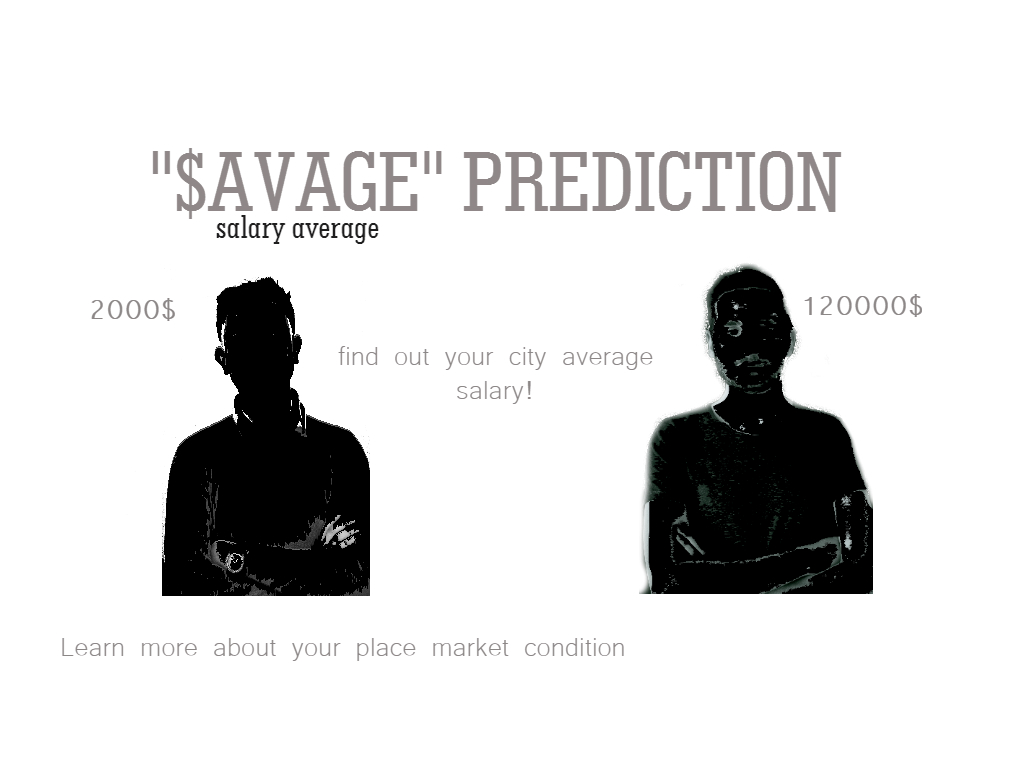 "$AVAGE" PREDICTION
salary average
2000$
120000$
find out your city average
salary!
Learn more about your place market condition